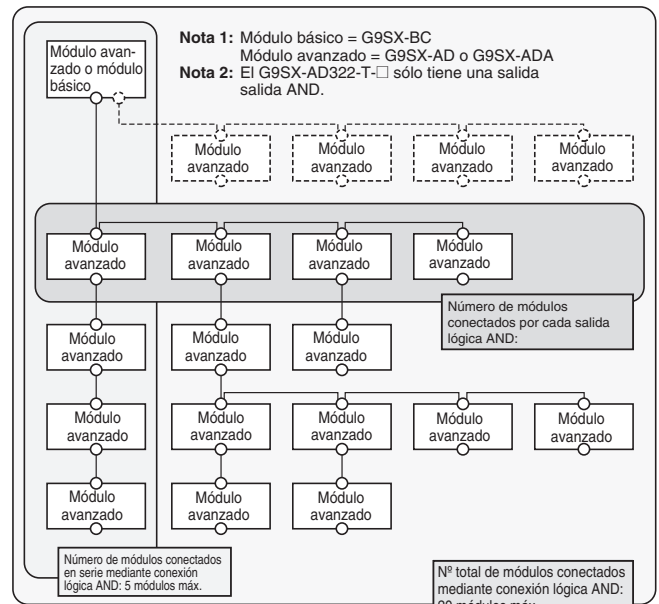 Módulo avan-
zado o módulo
básico
Nota 1: Módulo básico = G9SX-BC
Módulo avanzado = G9SX-AD o G9SX-ADA
Nota 2: El G9SX-AD322-T-□ sólo tiene una salida
salida AND.
Módulo
avanzado
Módulo
avanzado
Módulo
avanzado
Módulo
avanzado
Módulo
avanzado
Módulo
avanzado
Módulo
avanzado
Módulo
avanzado
Número de módulos
conectados por cada salida
lógica AND:
Módulo
avanzado
Módulo
avanzado
Módulo
avanzado
Módulo
avanzado
Módulo
avanzado
Módulo
avanzado
Módulo
avanzado
Módulo
avanzado
Módulo
avanzado
Módulo
avanzado
Módulo
avanzado
Número de módulos conectados
en serie mediante conexión
lógica AND: 5 módulos máx.
Nº total de módulos conectados
mediante conexión lógica AND: